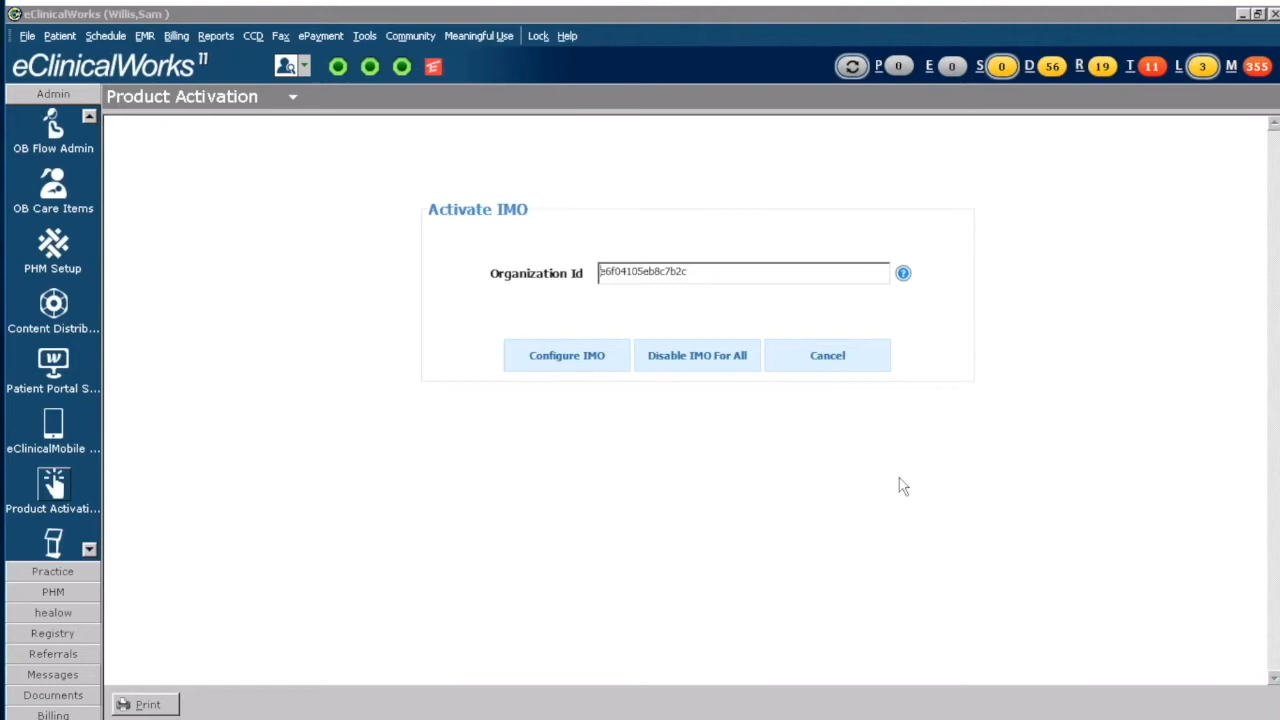 eClinicalWorks (Willis,Sam )
File Patient Schedule EMR Billing Reports CCD Fax ePayment Tools Community Meaningful Use Lock Help
eClinicalWorks 11 P 0 E 0 S 0 D 56 R 19 T 11 L 3 M 355
Admin
Product Activation
OB Flow Admin
OB Care Items
PHM Setup
Content Distrib...
Patient Portal S...
eClinicalMobile ...
Product Activati...
Practice
PHM
healow
Registry
Referrals
Messages
Documents
Billing
Activate IMO
Organization Id e6f04105eb8c7b2c ?
Configure IMO Disable IMO For All Cancel
Print